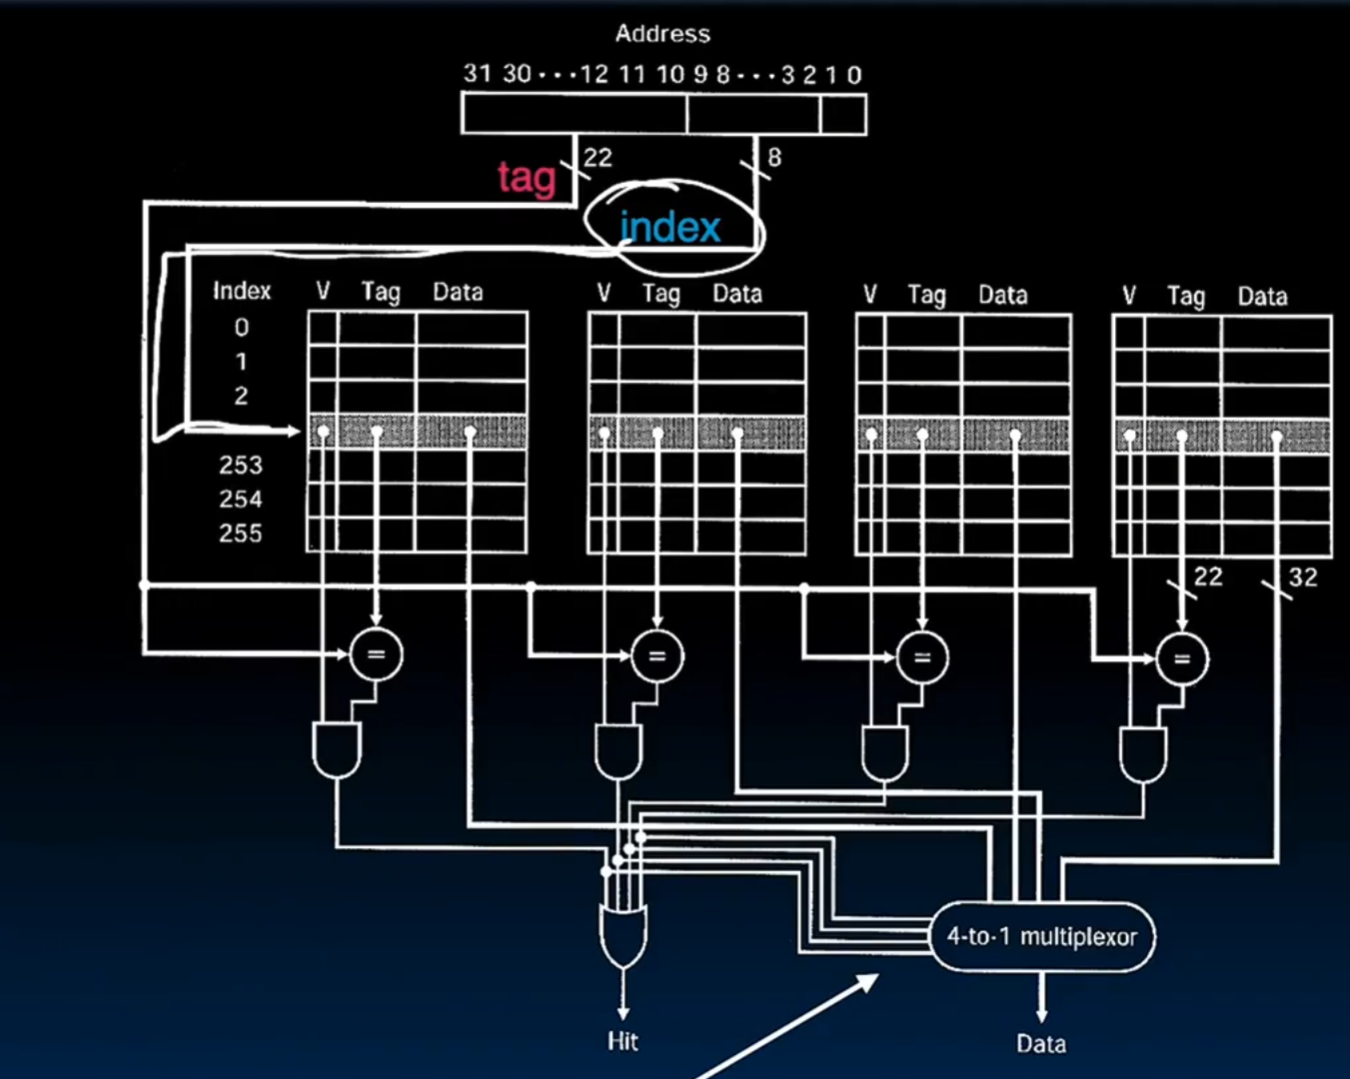 Address
31 30 · · · 12 11 10 9 8 · · · 3 2 1 0
22
8
tag
index
Index V Tag Data V Tag Data V Tag Data V Tag Data
0
1
2
253
254
255
22 32
= = = =
4-to-1 multiplexor
Hit
Data